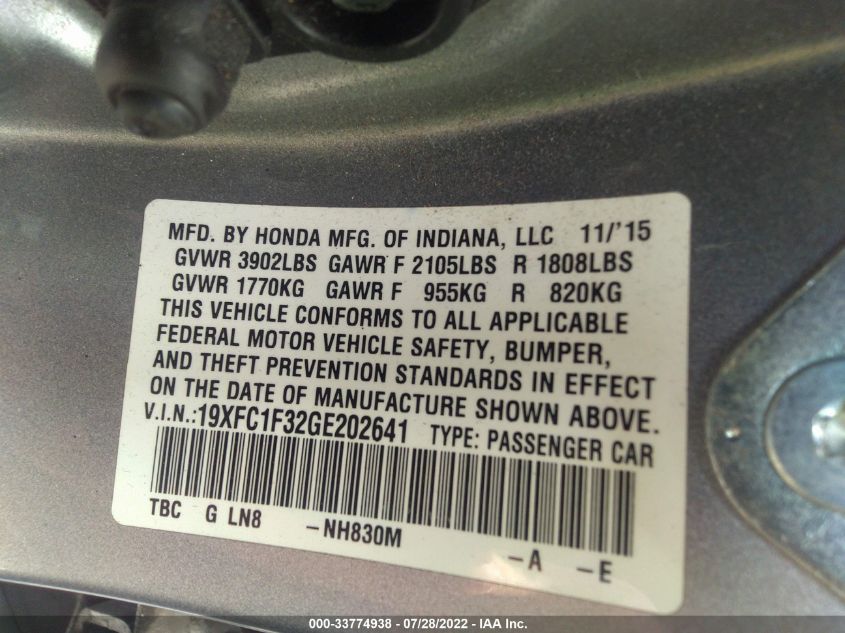 MFD. BY HONDA MFG. OF INDIANA, LLC 11/'15
GVWR 3902LBS GAWR F 2105LBS R 1808LBS
GVWR 1770KG GAWR F 955KG R 820KG
THIS VEHICLE CONFORMS TO ALL APPLICABLE
FEDERAL MOTOR VEHICLE SAFETY, BUMPER,
AND THEFT PREVENTION STANDARDS IN EFFECT
ON THE DATE OF MANUFACTURE SHOWN ABOVE.
V.I.N.:19XFC1F32GE202641 TYPE: PASSENGER CAR
TBC G LN8 -NH830M -A -E
000-33774938 - 07/28/2022 - IAA Inc.